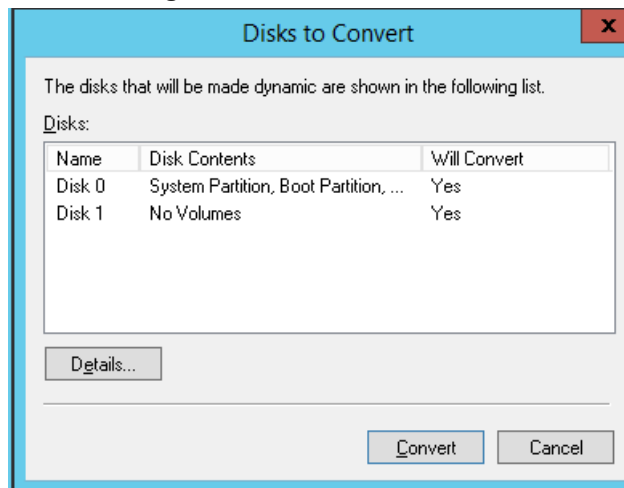 Disks to Convert
x
The disks that will be made dynamic are shown in the following list.
Disks:
Name Disk Contents Will Convert
Disk 0 System Partition, Boot Partition, ... Yes
Disk 1 No Volumes Yes
Details...
Convert Cancel